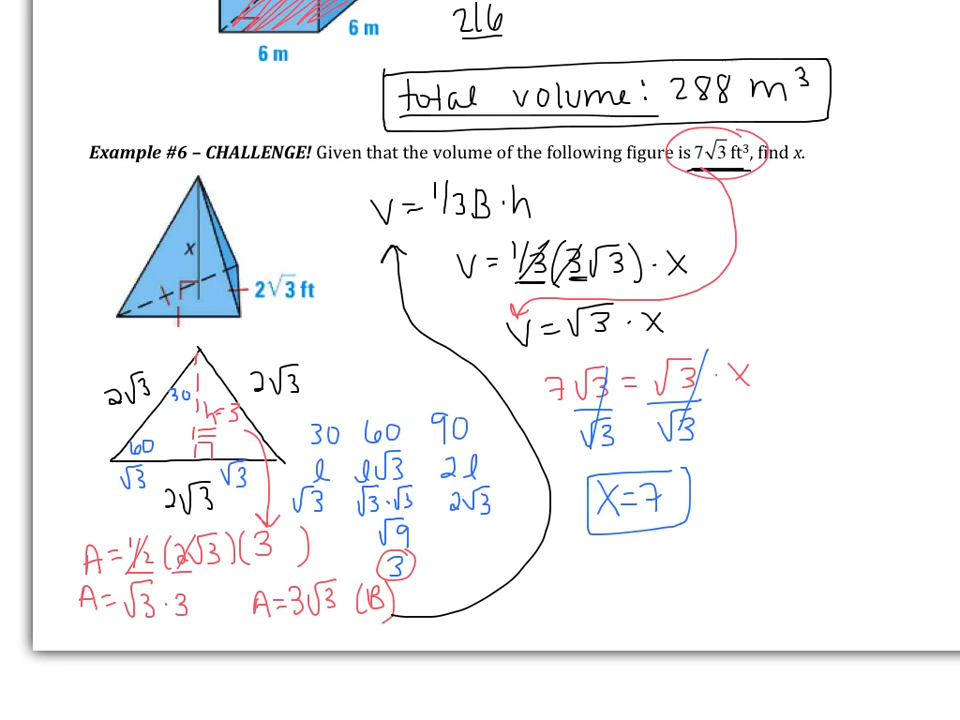 6 m
6 m
216
total volume: 288 m³
Example #6 – CHALLENGE! Given that the volume of the following figure is 7√3 ft³, find x.
x
2√3 ft
V = 1/3 B · h
V = 1/3 (3√3) · x
V = √3 · x
7√3 = √3 · x
√3 √3
x = 7
2√3 2√3
30
h = 3
60
√3 √3
2√3
30 60 90
l l√3 2l
√3 √3·√3 2√3
√9
3
A = 1/2 (2√3)(3 )
A = √3 · 3 A = 3√3 (B)